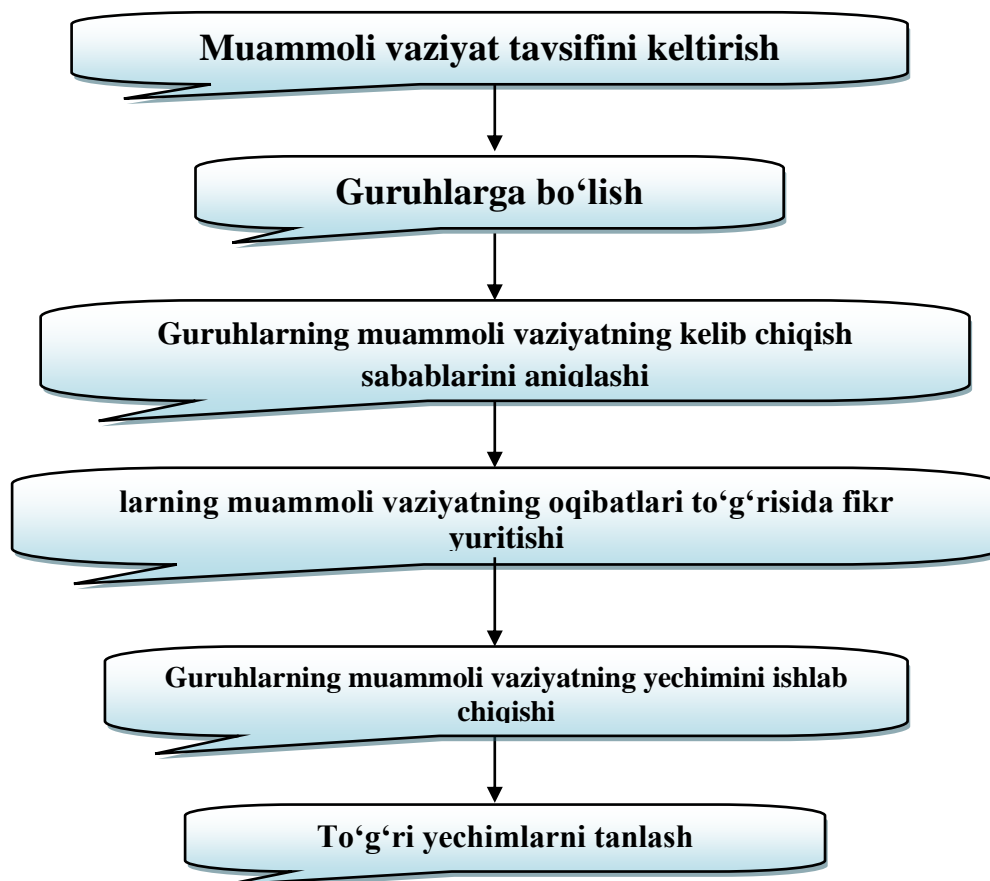 Muammoli vaziyat tavsifini keltirish
Guruhlarga bo‘lish
Guruhlarning muammoli vaziyatning kelib chiqish
sabablarini aniqlashi
larning muammoli vaziyatning oqibatlari to‘g‘risida fikr
yuritishi
Guruhlarning muammoli vaziyatning yechimini ishlab
chiqishi
To‘g‘ri yechimlarni tanlash